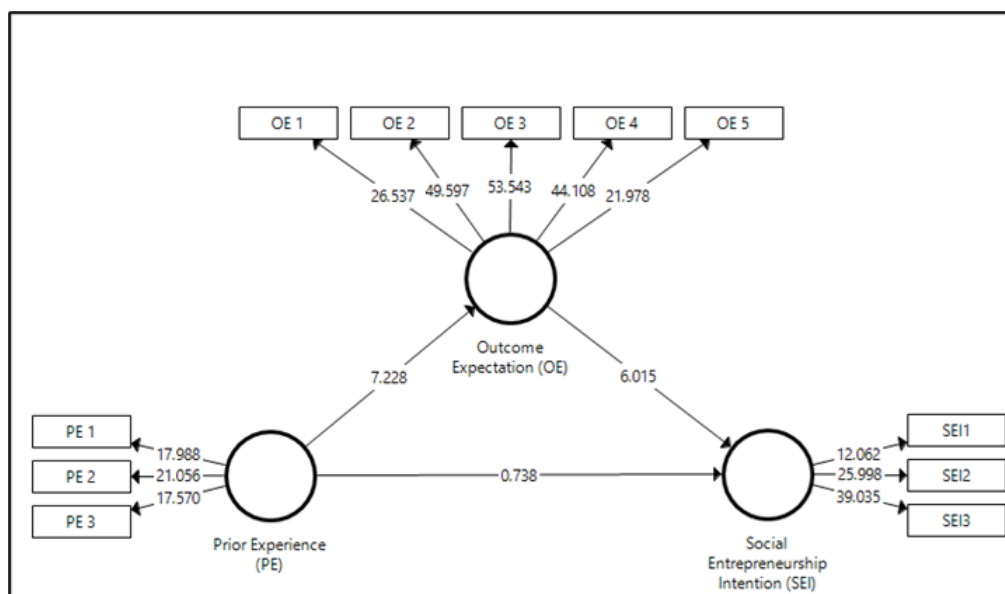 OE 1
OE 2
OE 3
OE 4
OE 5
26.537
49.597
53.543
44.108
21.978
Outcome
Expectation (OE)
7.228
6.015
PE 1
PE 2
PE 3
17.988
21.056
17.570
0.738
12.062
25.998
39.035
SEI1
SEI2
SEI3
Prior Experience
(PE)
Social
Entrepreneurship
Intention (SEI)